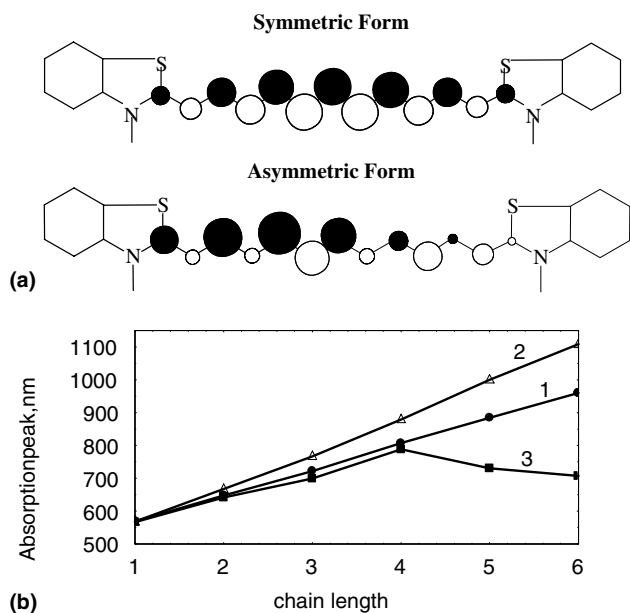 Symmetric Form
S
S
N
N
Asymmetric Form
S
S
N
N
(a)
1100
1000
900
800
700
600
500
Absorptionpeak,nm
2
1
3
1 2 3 4 5 6
chain length
(b)